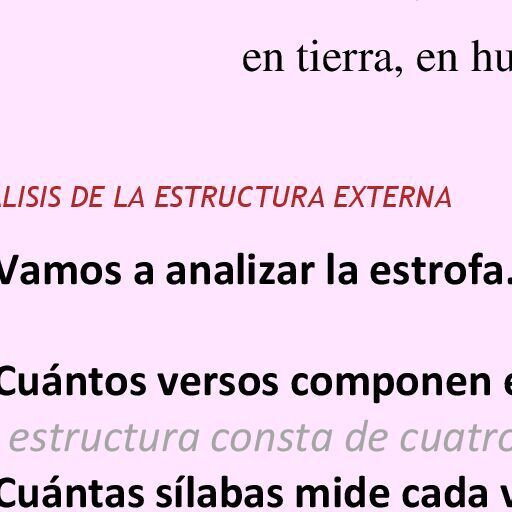 en tierra, en hu
LISIS DE LA ESTRUCTURA EXTERNA
Vamos a analizar la estrofa.
Cuántos versos componen e
estructura consta de cuatro
Cuántas sílabas mide cada v